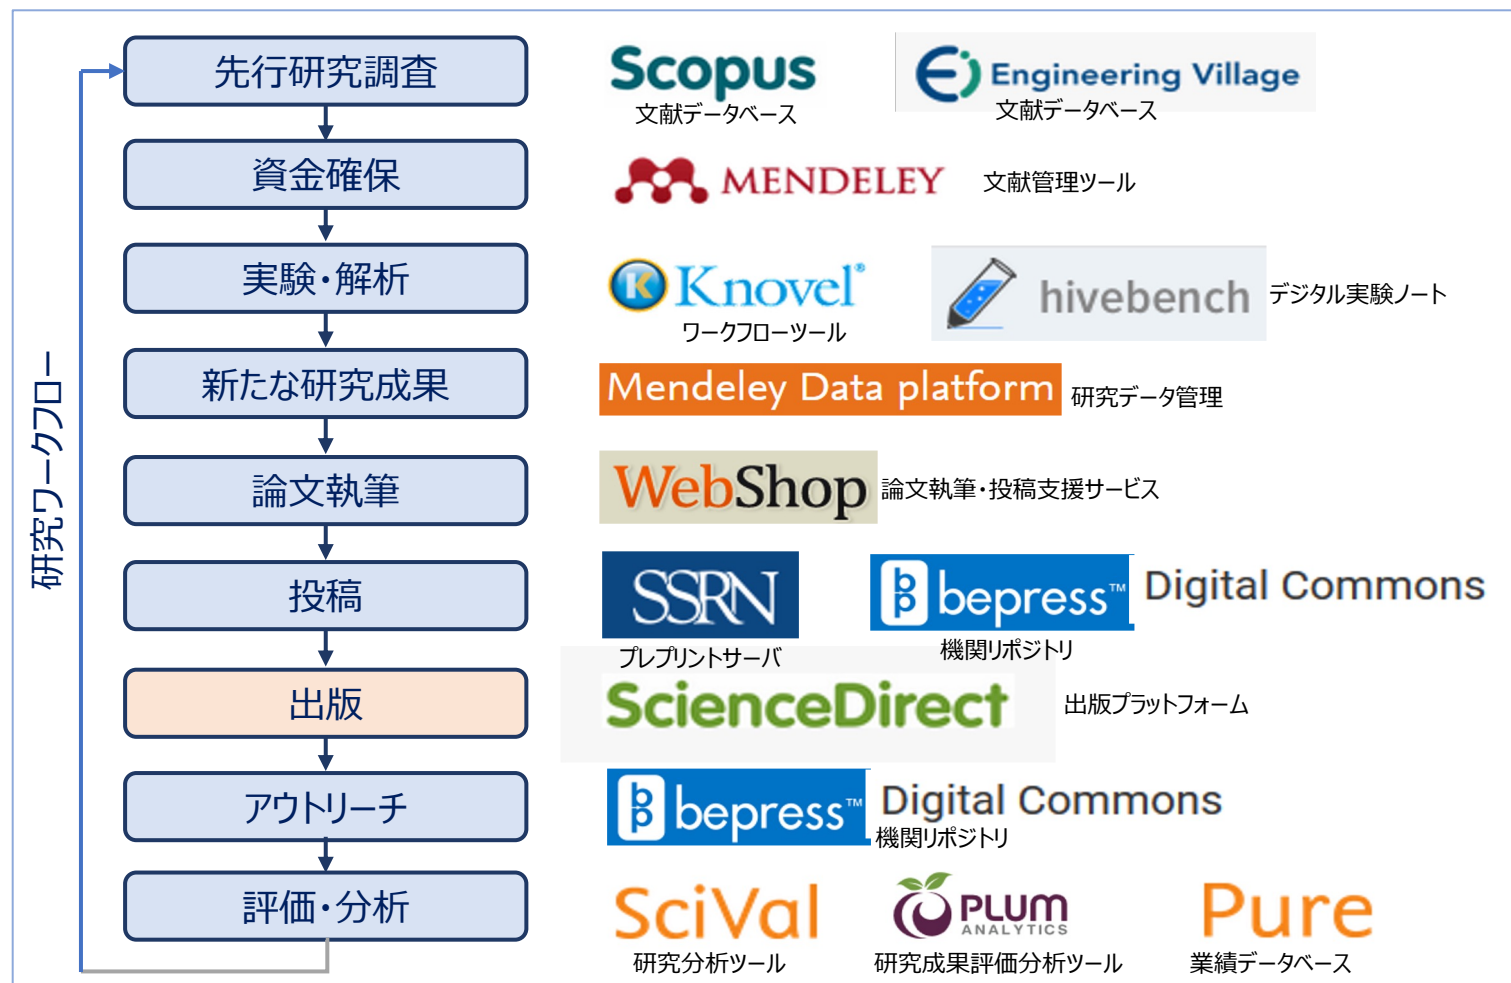 先行研究調査
Scopus
文献データベース
Engineering Village
文献データベース
資金確保
MENDELEY
文献管理ツール
実験・解析
K Knovel®
ワークフローツール
hivebench
デジタル実験ノート
新たな研究成果
Mendeley Data platform
研究データ管理
研究ワークフロー
論文執筆
WebShop
論文執筆・投稿支援サービス
投稿
SSRN
プレプリントサーバ
bp bepress™ Digital Commons
機関リポジトリ
出版
ScienceDirect
出版プラットフォーム
アウトリーチ
bp bepress™ Digital Commons
機関リポジトリ
評価・分析
SciVal
研究分析ツール
PLUM
ANALYTICS
研究成果評価分析ツール
Pure
業績データベース